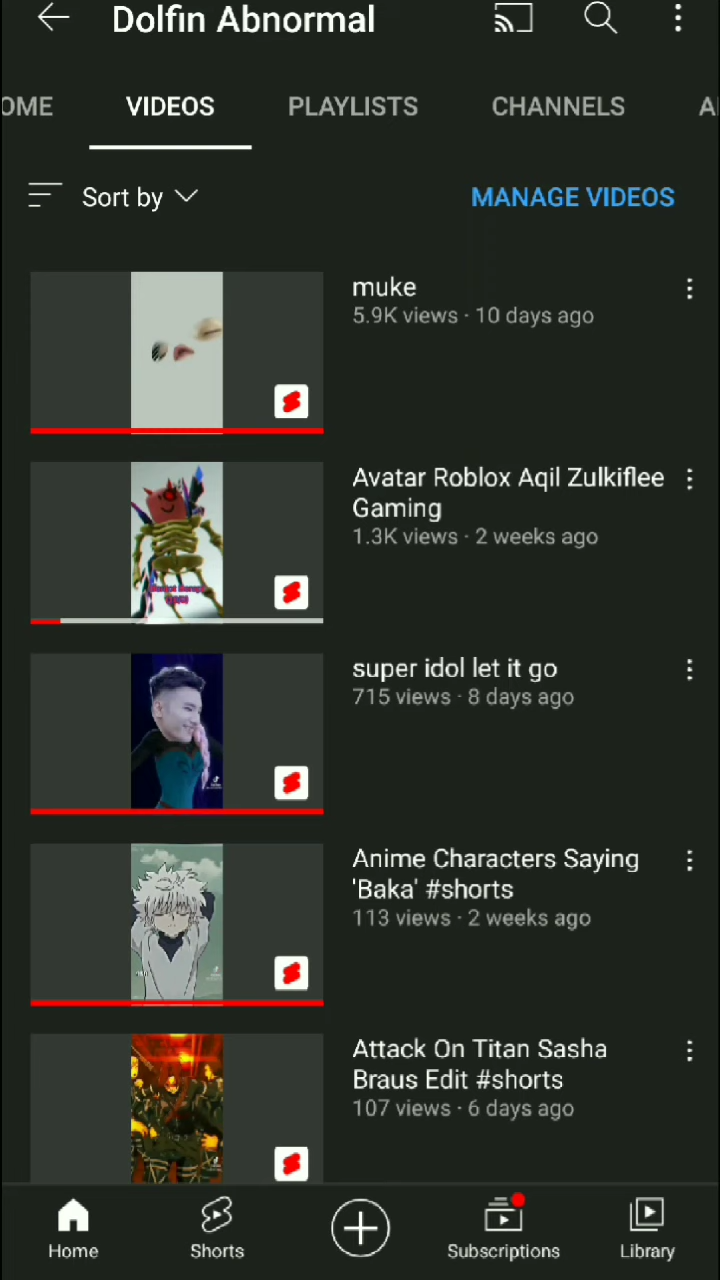 Dolfin Abnormal
OME VIDEOS PLAYLISTS CHANNELS A
Sort by MANAGE VIDEOS
muke
5.9K views · 10 days ago
Avatar Roblox Aqil Zulkiflee
Gaming
1.3K views · 2 weeks ago
super idol let it go
715 views · 8 days ago
Anime Characters Saying
'Baka' #shorts
113 views · 2 weeks ago
Attack On Titan Sasha
Braus Edit #shorts
107 views · 6 days ago
Home Shorts Subscriptions Library